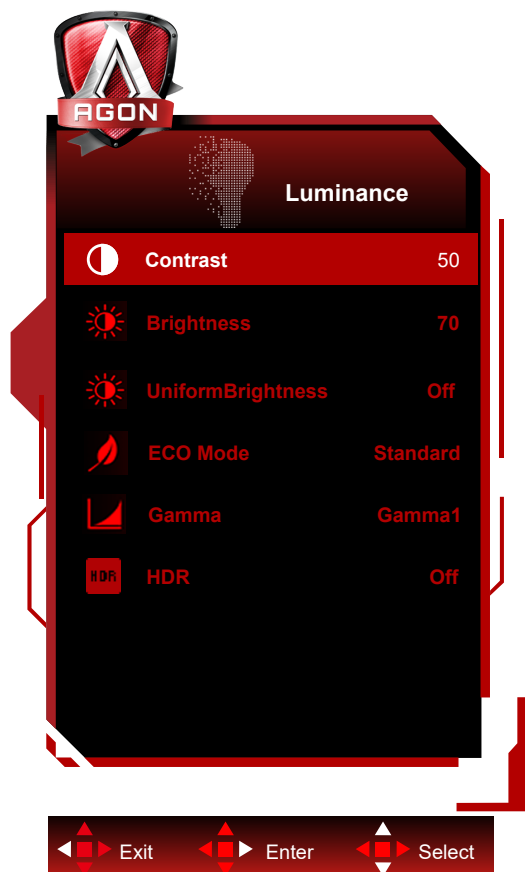 AGON
Luminance
Contrast 50
Brightness 70
UniformBrightness Off
ECO Mode Standard
Gamma Gamma1
HDR HDR Off
Exit Enter Select